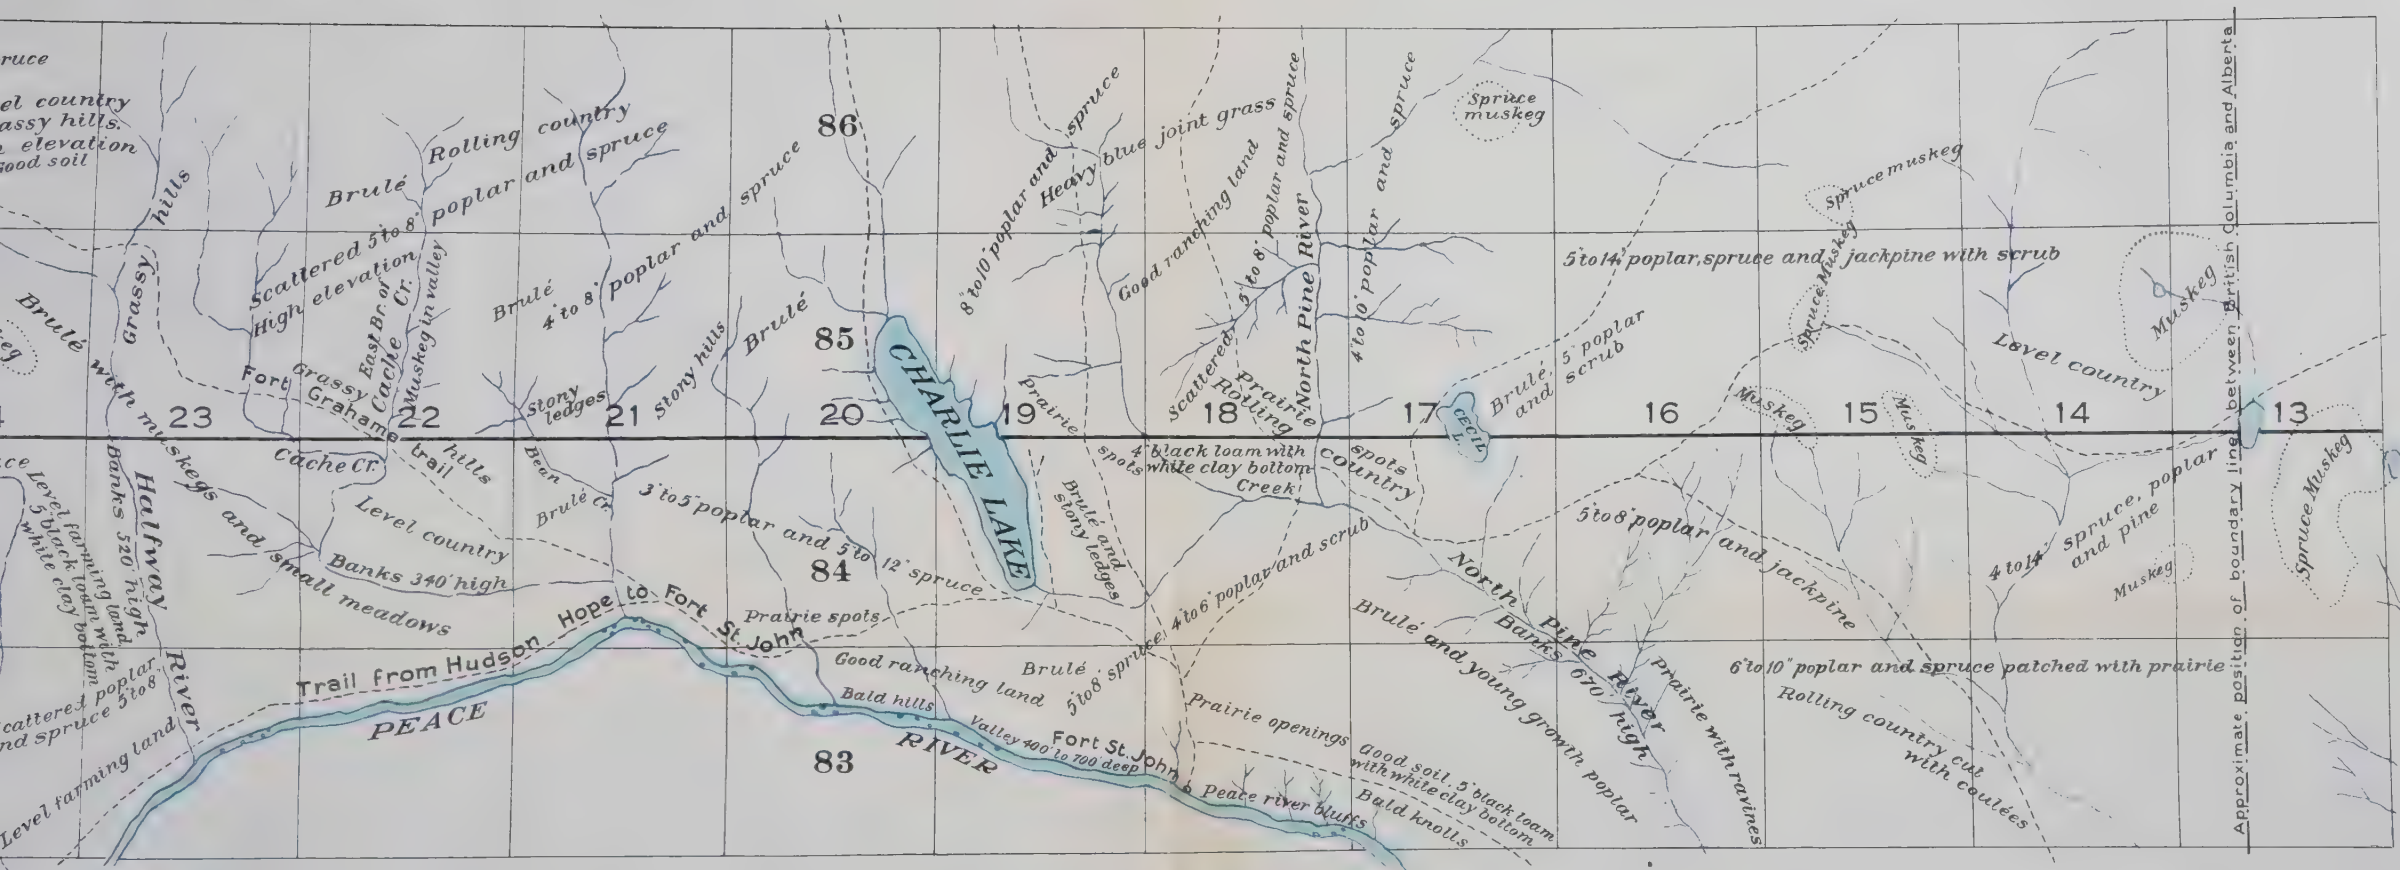 ruce
el country
assy hills.
elevation
Good soil
Grassy hills
Rolling country
Brulé
Scattered 5" to 8" poplar and spruce
High elevation
East Br. of
Cache Cr.
Muskeg in valley
Brulé
4" to 8" poplar and spruce
Stony hills
Brulé
86
85
84
83
8" to 10" poplar and spruce
Heavy blue joint grass
Good ranching land
Scattered 5" to 8" poplar and spruce
North Pine River
4" to 10" poplar and spruce
Spruce
muskeg
Spruce muskeg
Spruce Muskeg
5" to 14" poplar, spruce and jackpine with scrub
Muskeg
Level country
Brulé, 5" poplar
and scrub
Approximate position of boundary line between British Columbia and Alberta
Brulé with muskegs and small meadows
eg
Fort Grahame trail
Grassy hills
Stony
ledges
CHARLIE LAKE
Prairie spots
Rolling country
Prairie spots
CECIL
L.
Muskeg
Muskeg
23
22
21
20
19
18
17
16
15
14
13
Cache Cr.
Bear Cr.
Brulé
Level country
Banks 340' high
3" to 5" poplar and 5" to 12" spruce
4" black loam with
white clay bottom
Creek
Brulé and
stony ledges
5" to 8" poplar and jackpine
4" to 14" spruce, poplar
and pine
Muskeg
Spruce Muskeg
Halfway River
Banks 520' high
Level farming land
5" black loam with
white clay bottom
cattered poplar
nd spruce 5" to 8"
Level farming land
Trail from Hudson Hope to Fort St. John
PEACE RIVER
Prairie spots
Good ranching land
Bald hills
Brulé
5" to 8" spruce, 4" to 6" poplar and scrub
Valley 400' to 700' deep
Fort St. John
Peace river bluffs
Prairie openings
Good soil. 5" black loam
with white clay bottom
Bald knolls
Brulé and young growth poplar
North Pine River
Banks 670' high
Prairie with ravines
6" to 10" poplar and spruce patched with prairie
Rolling country cut
with coulées